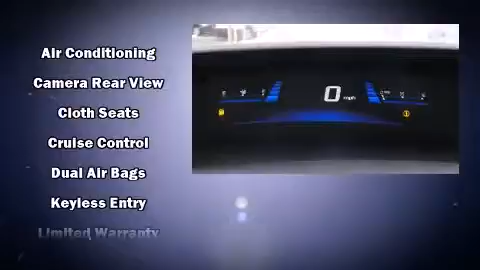 Air Conditioning
Camera Rear View
Cloth Seats
Cruise Control
Dual Air Bags
Keyless Entry
Limited Warranty
0 mph